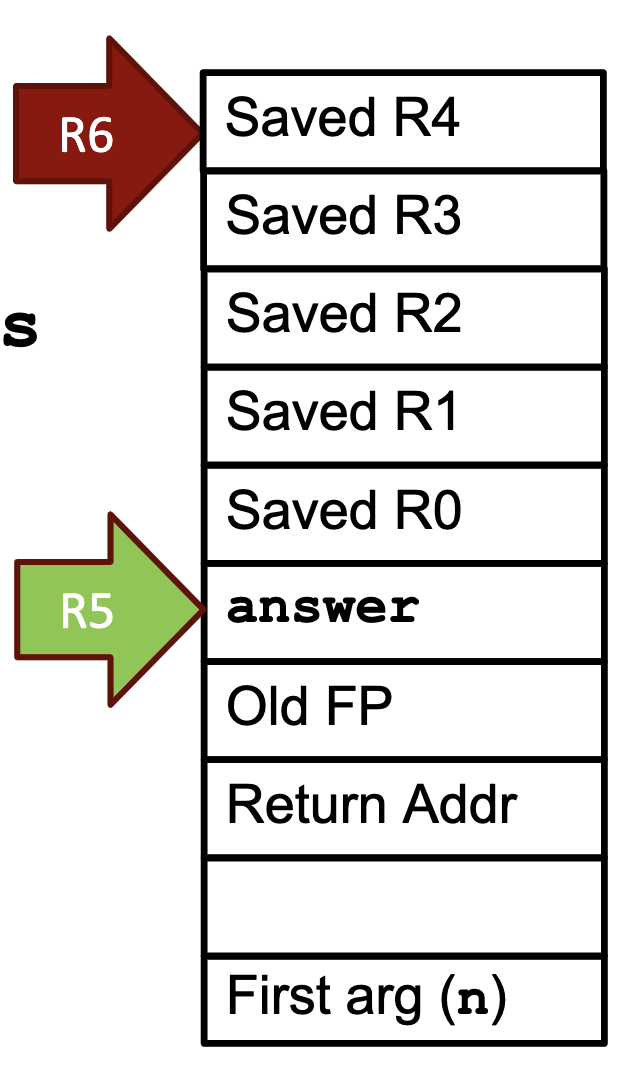 R6
Saved R4
Saved R3
s
Saved R2
Saved R1
Saved R0
R5
answer
Old FP
Return Addr
First arg (n)